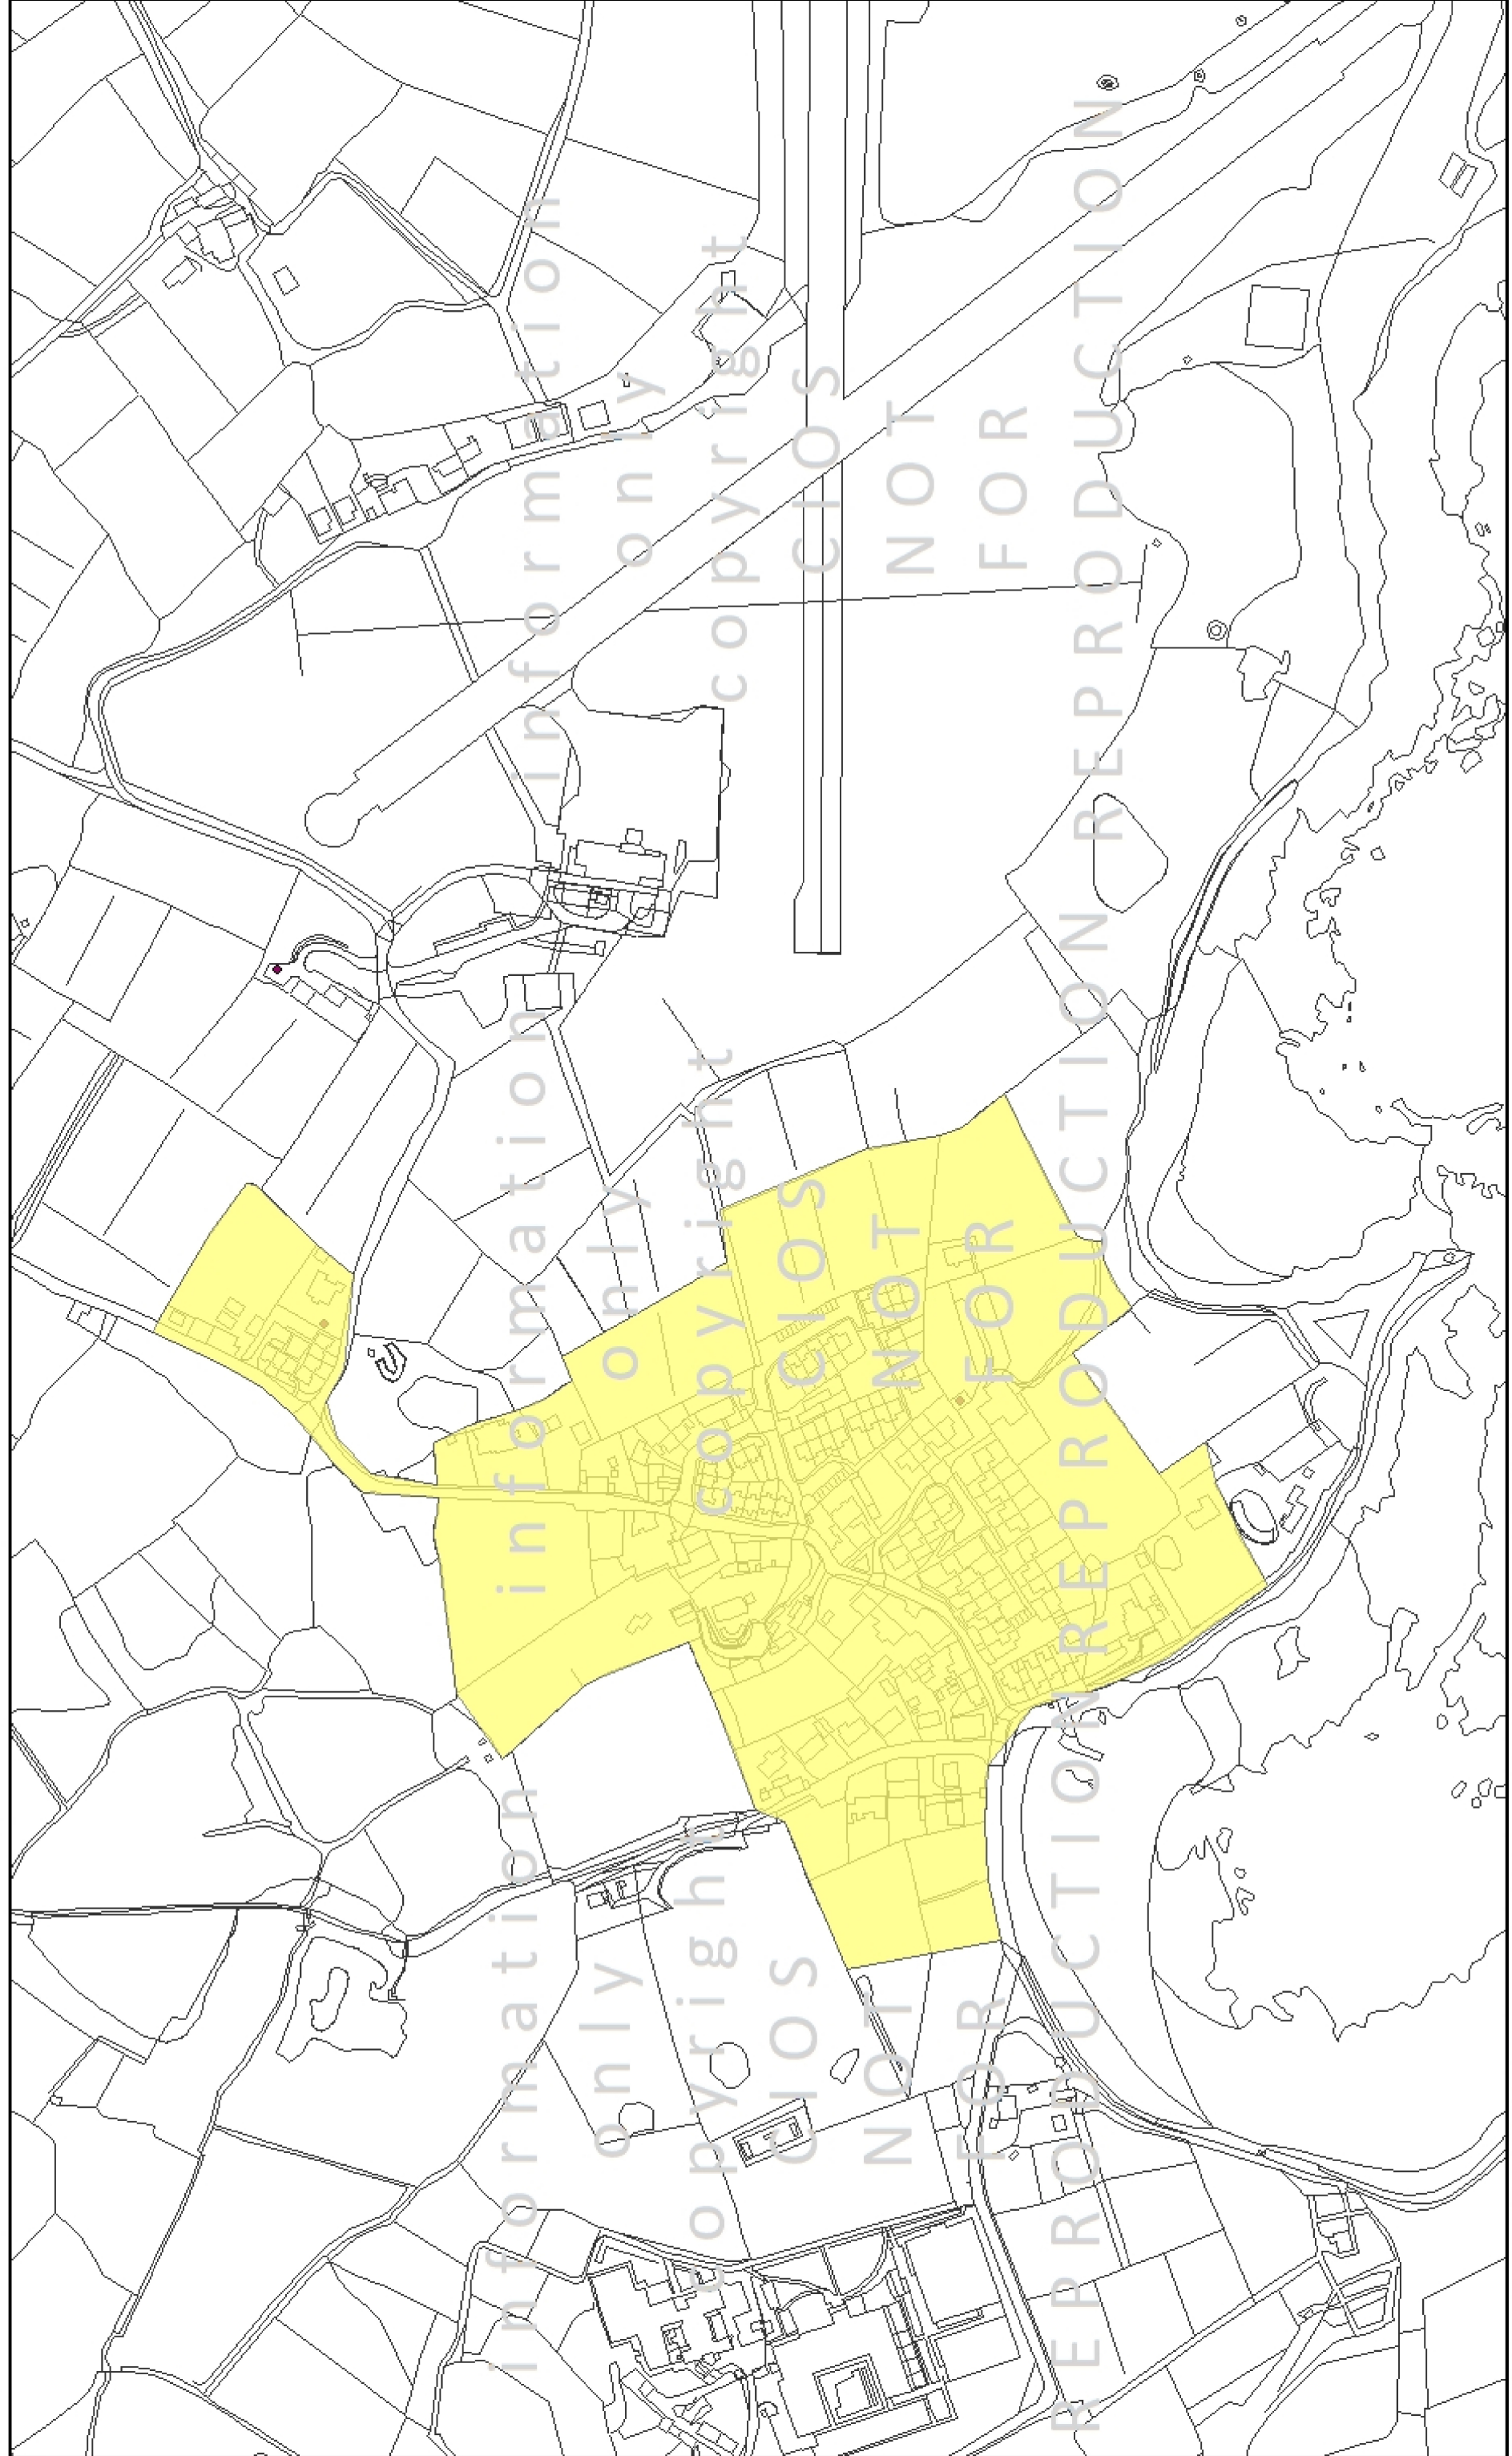 information
only
copyright
CIOS
NOT
FOR
REPRODUCTION
information
only
copyright
CIOS
NOT
FOR
REPRODUCTION
information
only
copyright
CIOS
NOT
FOR
REPRODUCTION